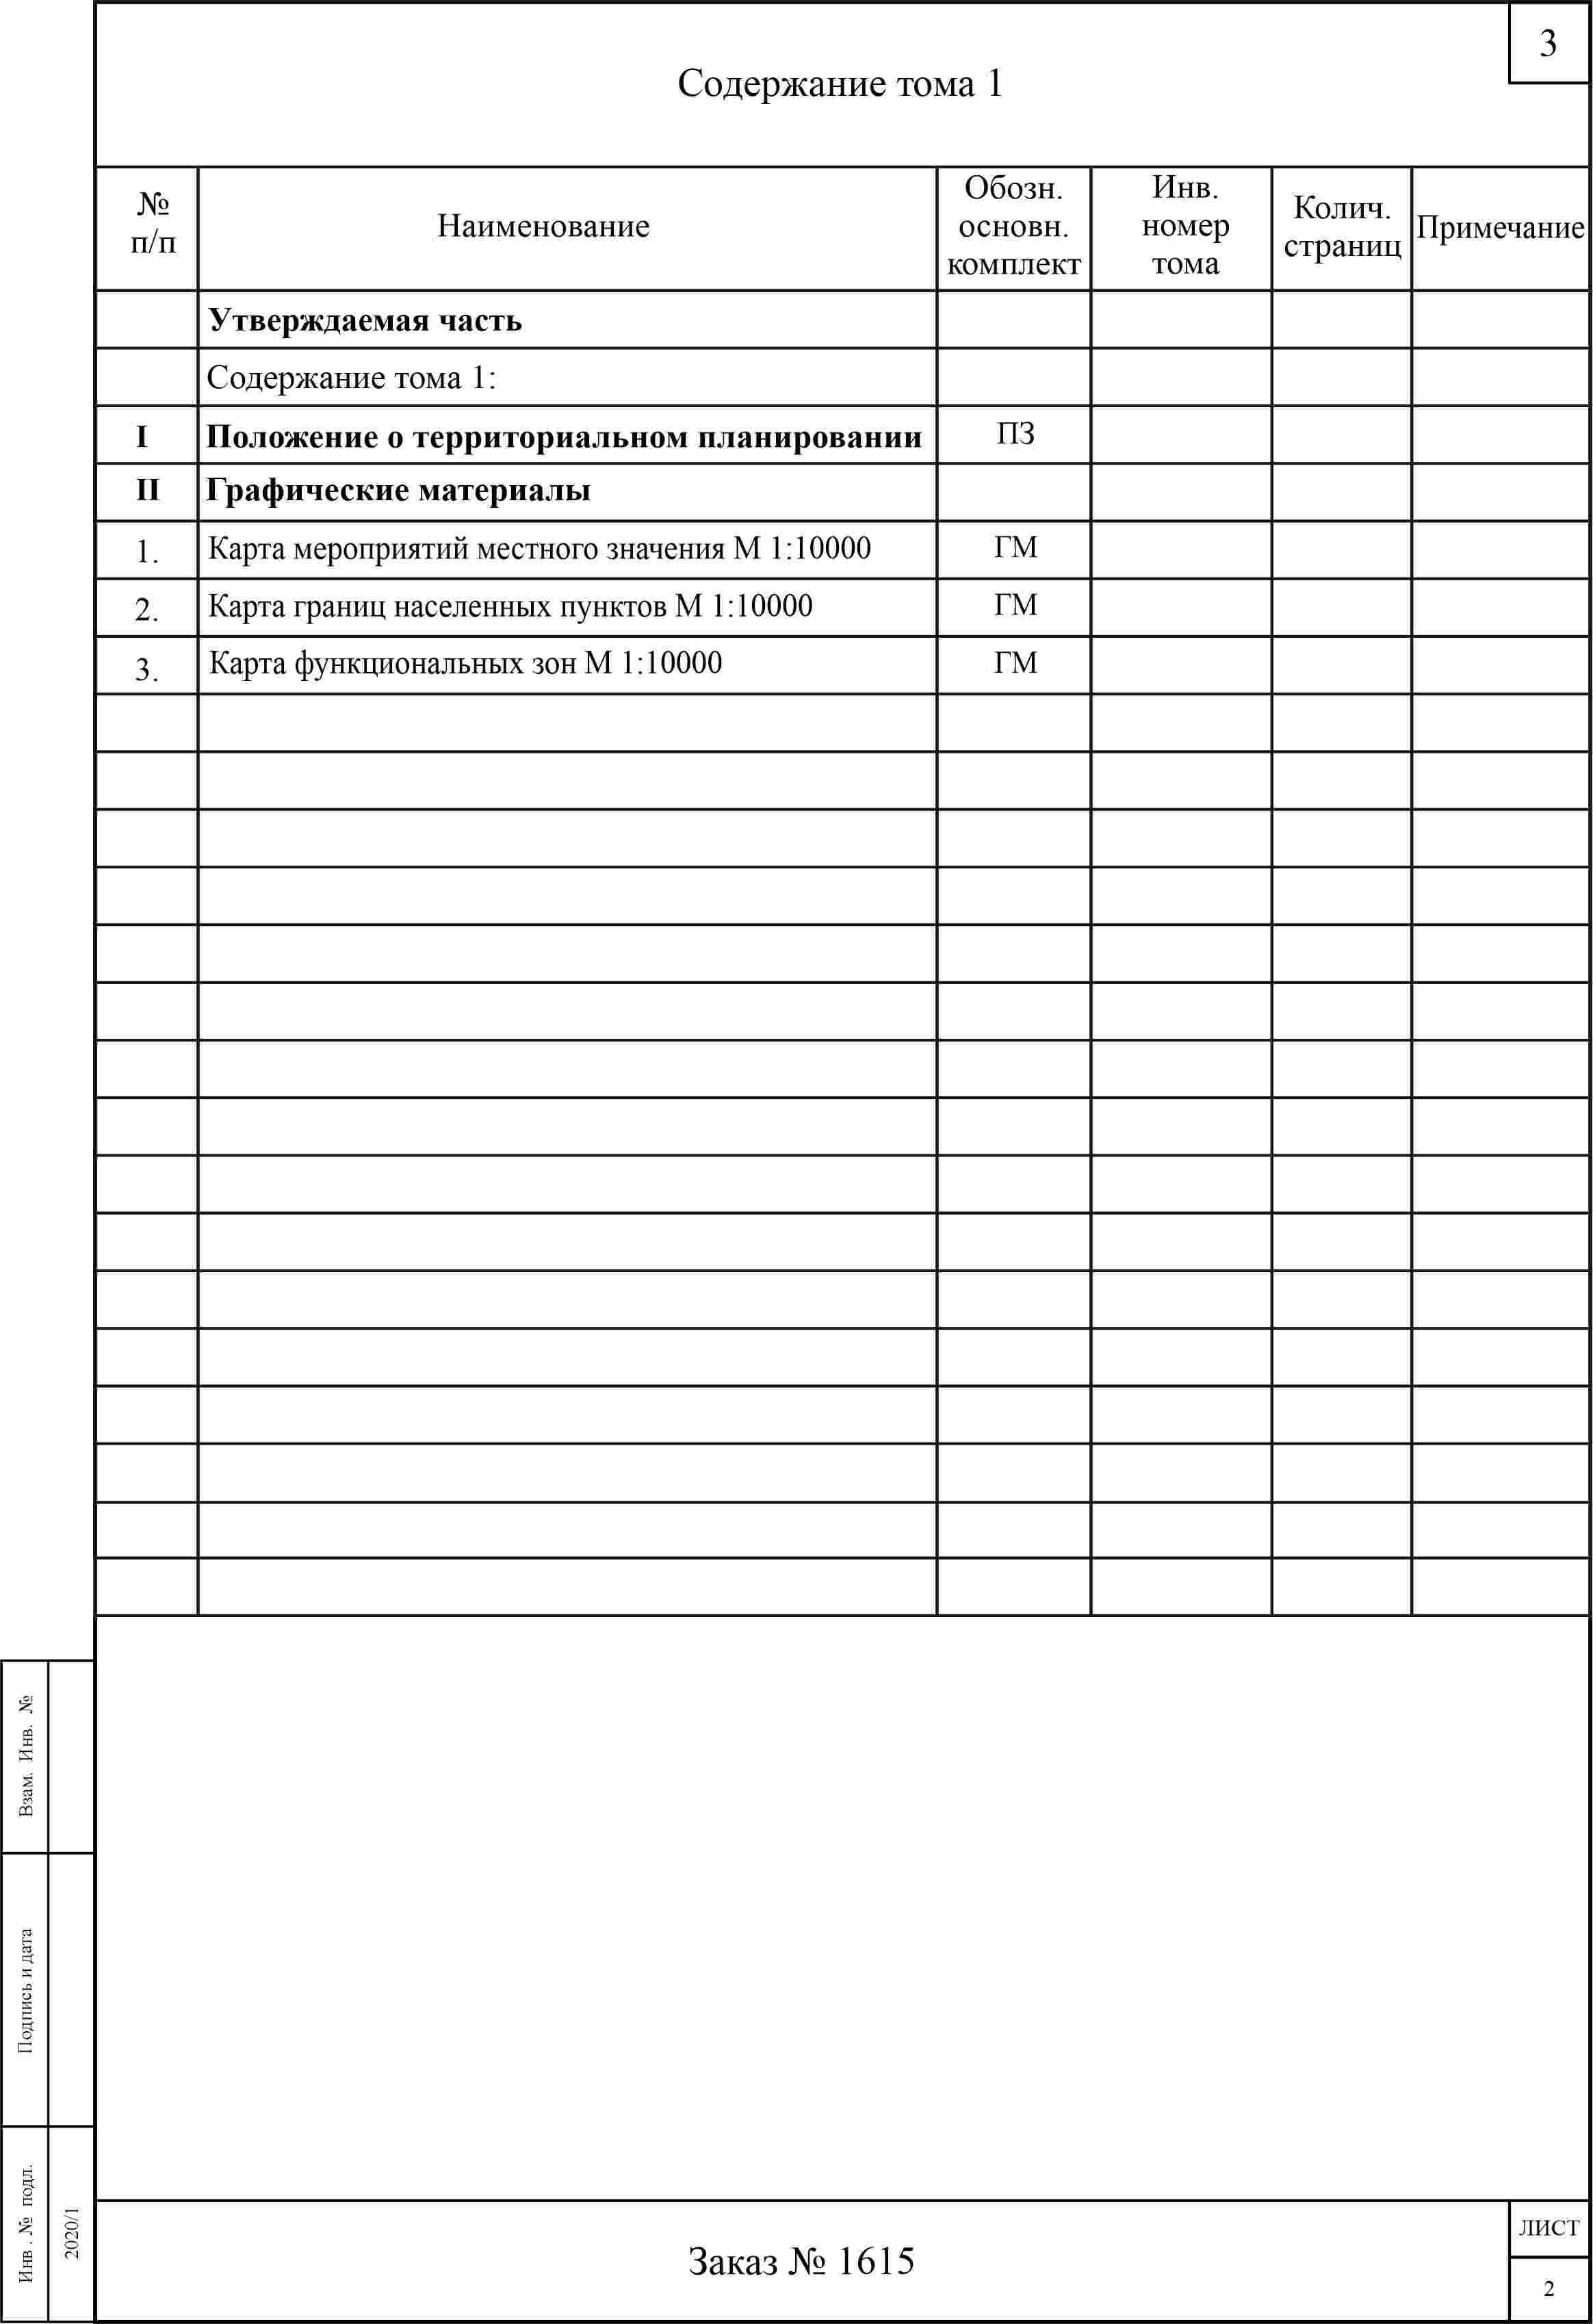 3
Содержание тома 1
№
п/п
Наименование
Обозн.
основн.
комплект
Инв.
номер
тома
Колич.
страниц
Примечание
Утверждаемая часть
Содержание тома 1:
I Положение о территориальном планировании ПЗ
II Графические материалы
1. Карта мероприятий местного значения М 1:10000 ГМ
2. Карта границ населенных пунктов М 1:10000 ГМ
3. Карта функциональных зон М 1:10000 ГМ
Взам. Инв. №
Подпись и дата
Инв . № подл.
2020/1
Заказ № 1615
ЛИСТ
2